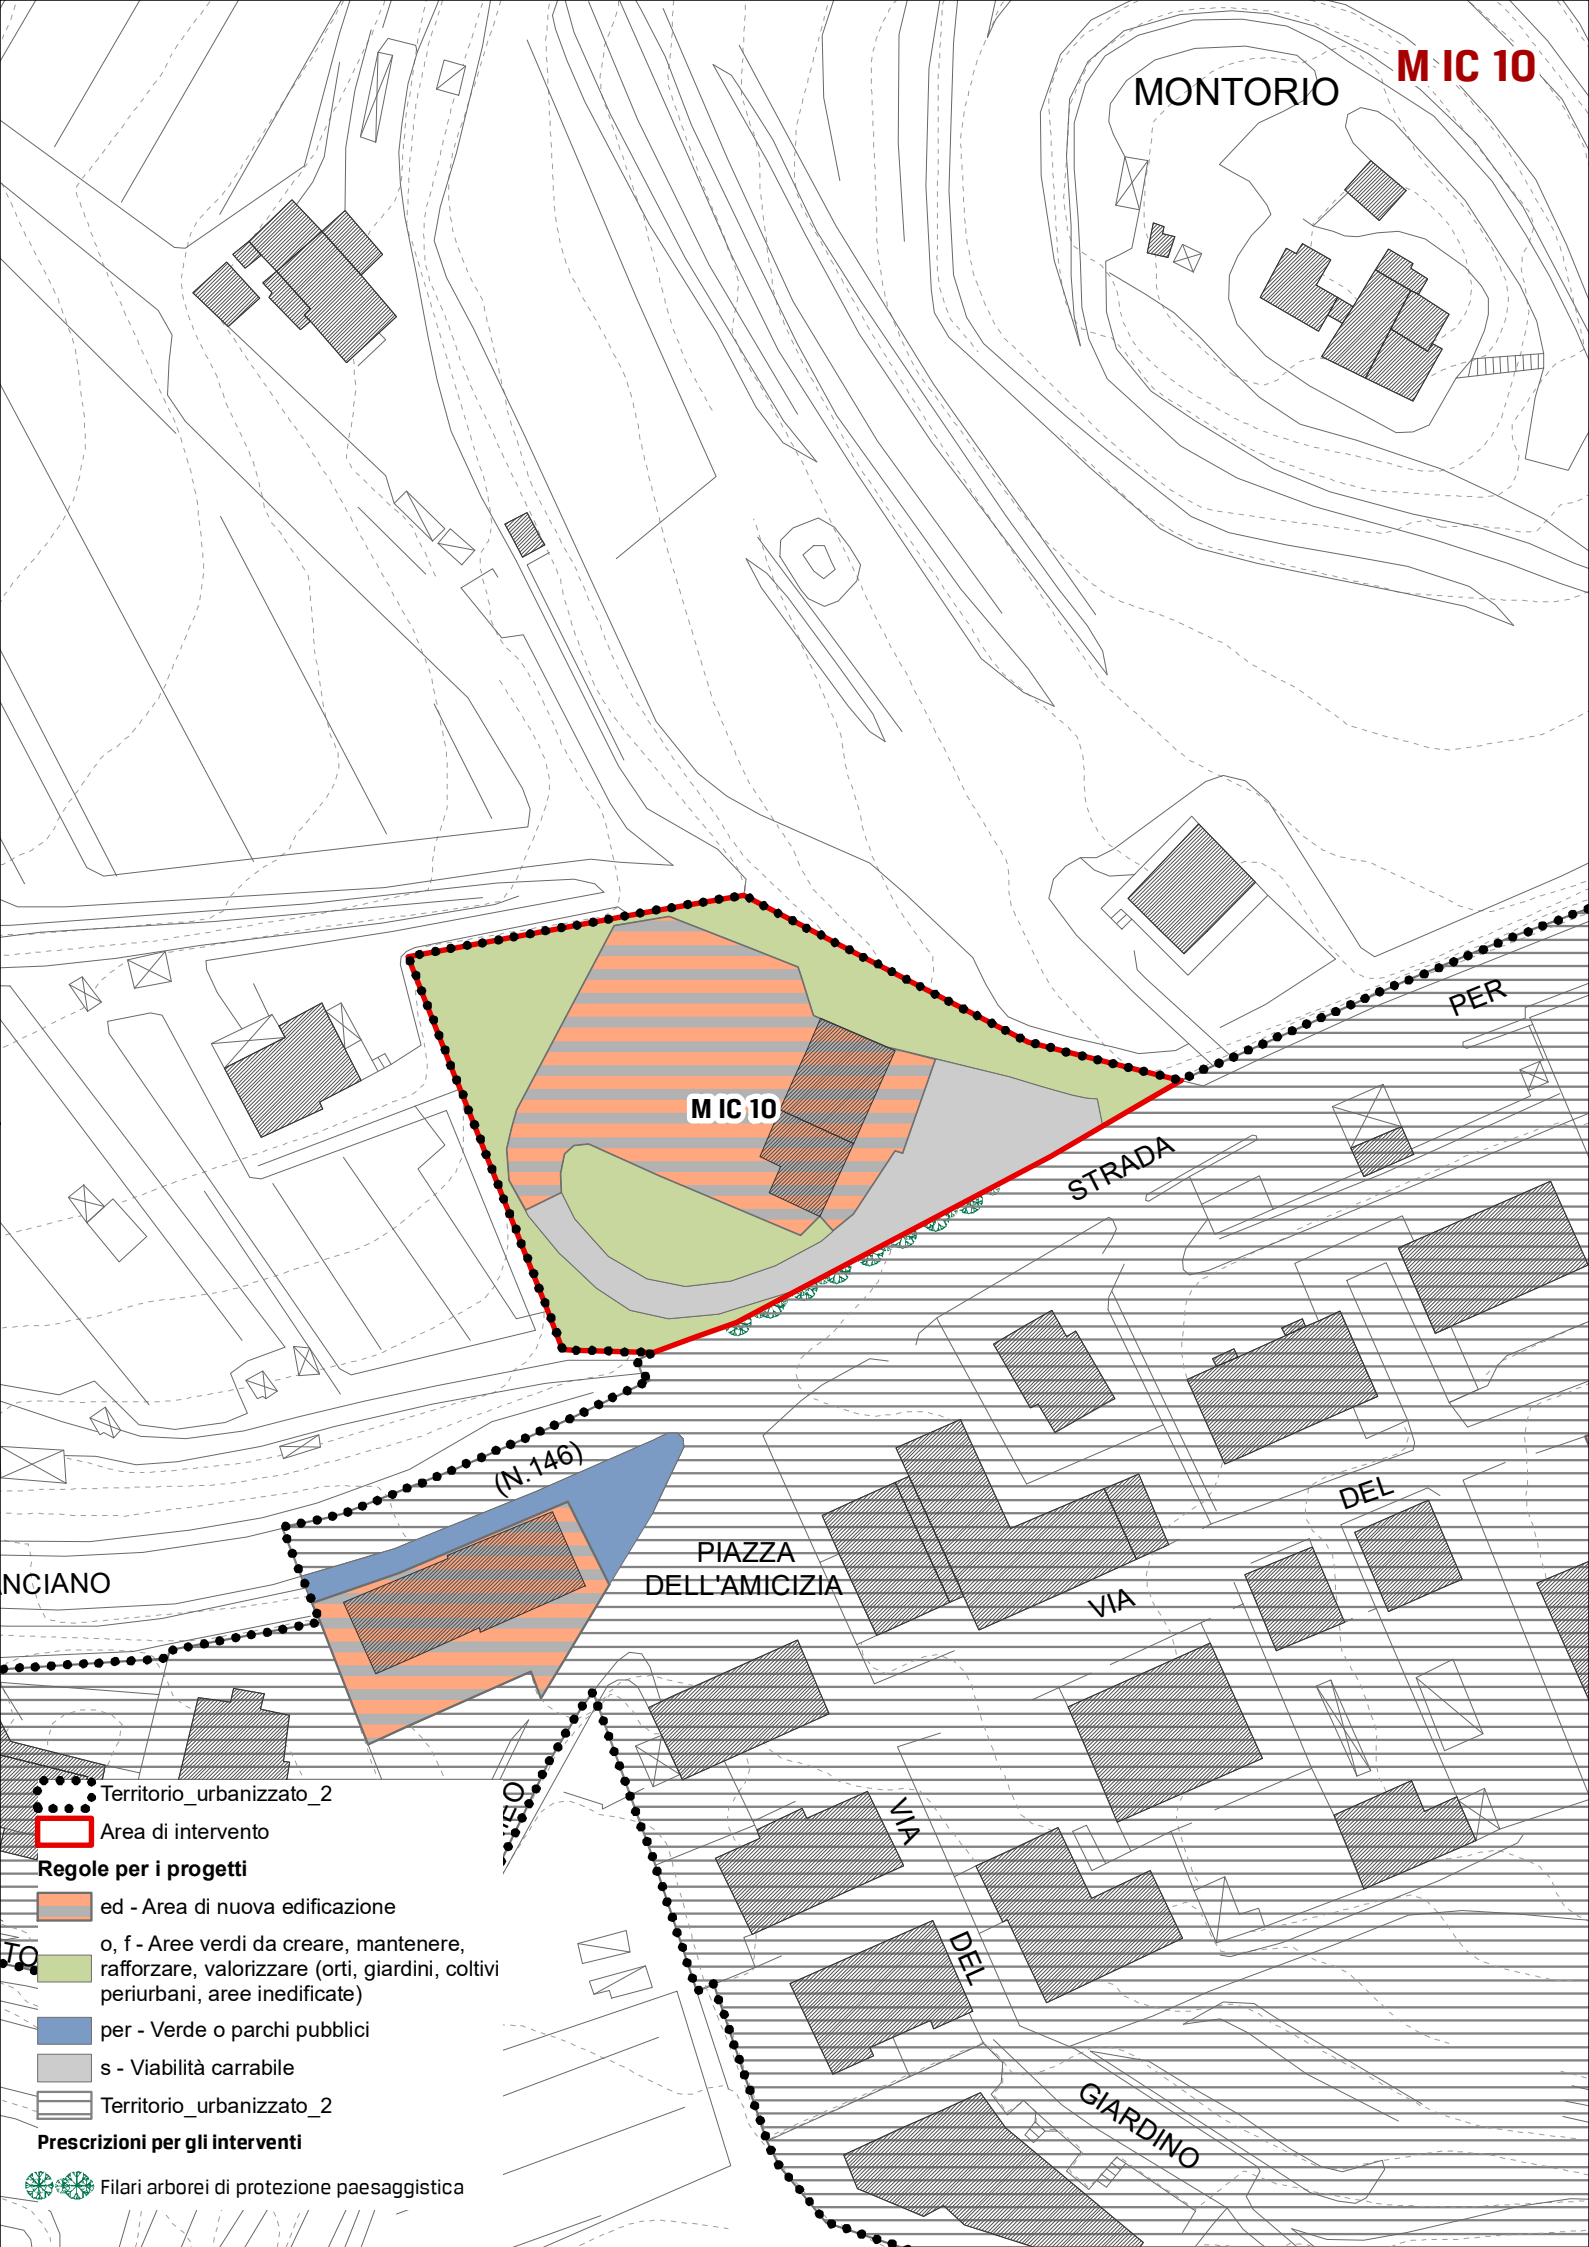 M IC 10
MONTORIO
PER
M IC 10
STRADA
(N.146)
DEL
PIAZZA
DELL'AMICIZIA
NCIANO
VIA
VIA
DEL
GIARDINO
TO
Territorio_urbanizzato_2
Area di intervento
Regole per i progetti
ed - Area di nuova edificazione
o, f - Aree verdi da creare, mantenere,
rafforzare, valorizzare (orti, giardini, coltivi
periurbani, aree inedificate)
per - Verde o parchi pubblici
s - Viabilità carrabile
Territorio_urbanizzato_2
Prescrizioni per gli interventi
Filari arborei di protezione paesaggistica